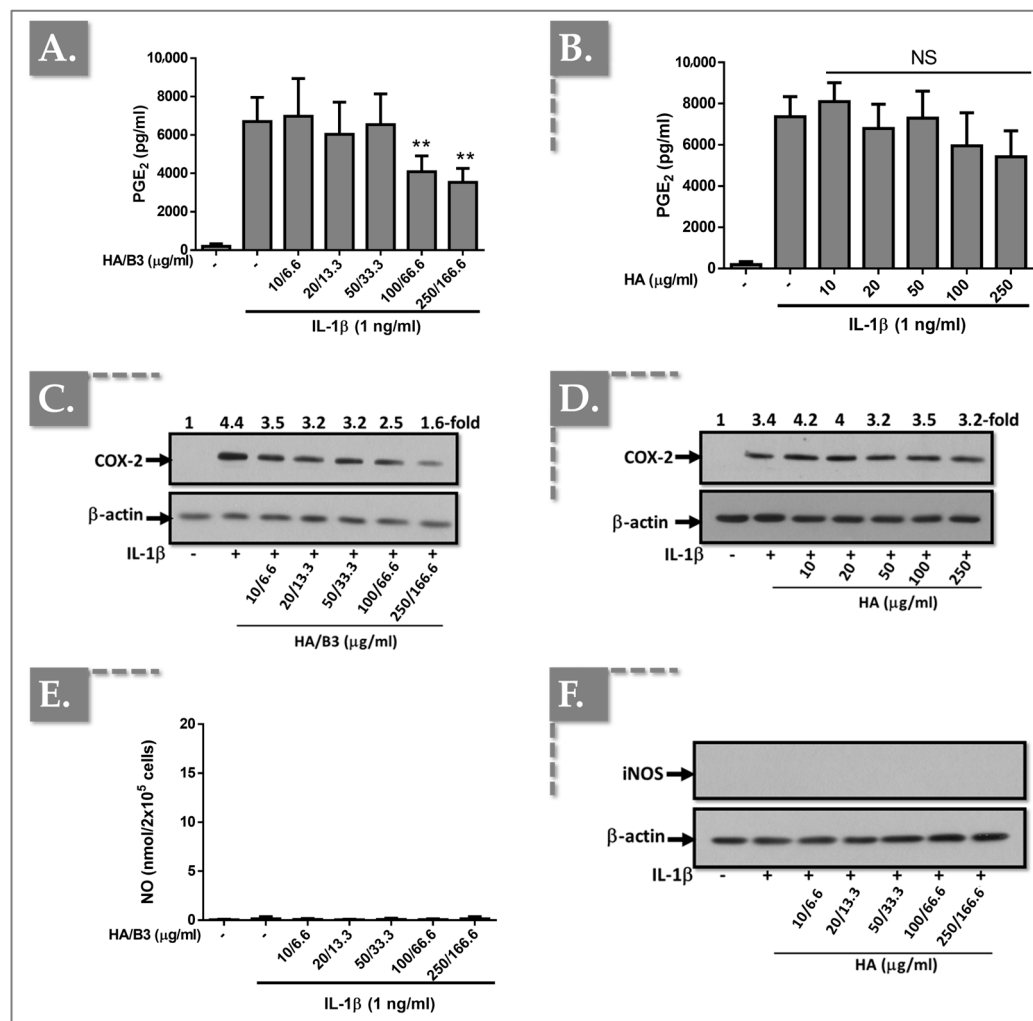 A.
10,000
8000
6000
4000
2000
0
PGE₂ (pg/ml)
** **
HA/B3 (μg/ml)
- - 10/6.6 20/13.3 50/33.3 100/66.6 250/166.6
IL-1β (1 ng/ml)
B.
NS
10,000
8000
6000
4000
2000
0
PGE₂ (pg/ml)
HA (μg/ml)
- - 10 20 50 100 250
IL-1β (1 ng/ml)
C.
1 4.4 3.5 3.2 3.2 2.5 1.6-fold
COX-2
β-actin
IL-1β - + + + + + +
10/6.6 20/13.3 50/33.3 100/66.6 250/166.6
HA/B3 (μg/ml)
D.
1 3.4 4.2 4 3.2 3.5 3.2-fold
COX-2
β-actin
IL-1β - + + + + + +
10 20 50 100 250
HA (μg/ml)
E.
20
15
10
5
0
NO (nmol/2x10⁵ cells)
HA/B3 (μg/ml)
- - 10/6.6 20/13.3 50/33.3 100/66.6 250/166.6
IL-1β (1 ng/ml)
F.
iNOS
β-actin
IL-1β - + + + + + +
10/6.6 20/13.3 50/33.3 100/66.6 250/166.6
HA (μg/ml)